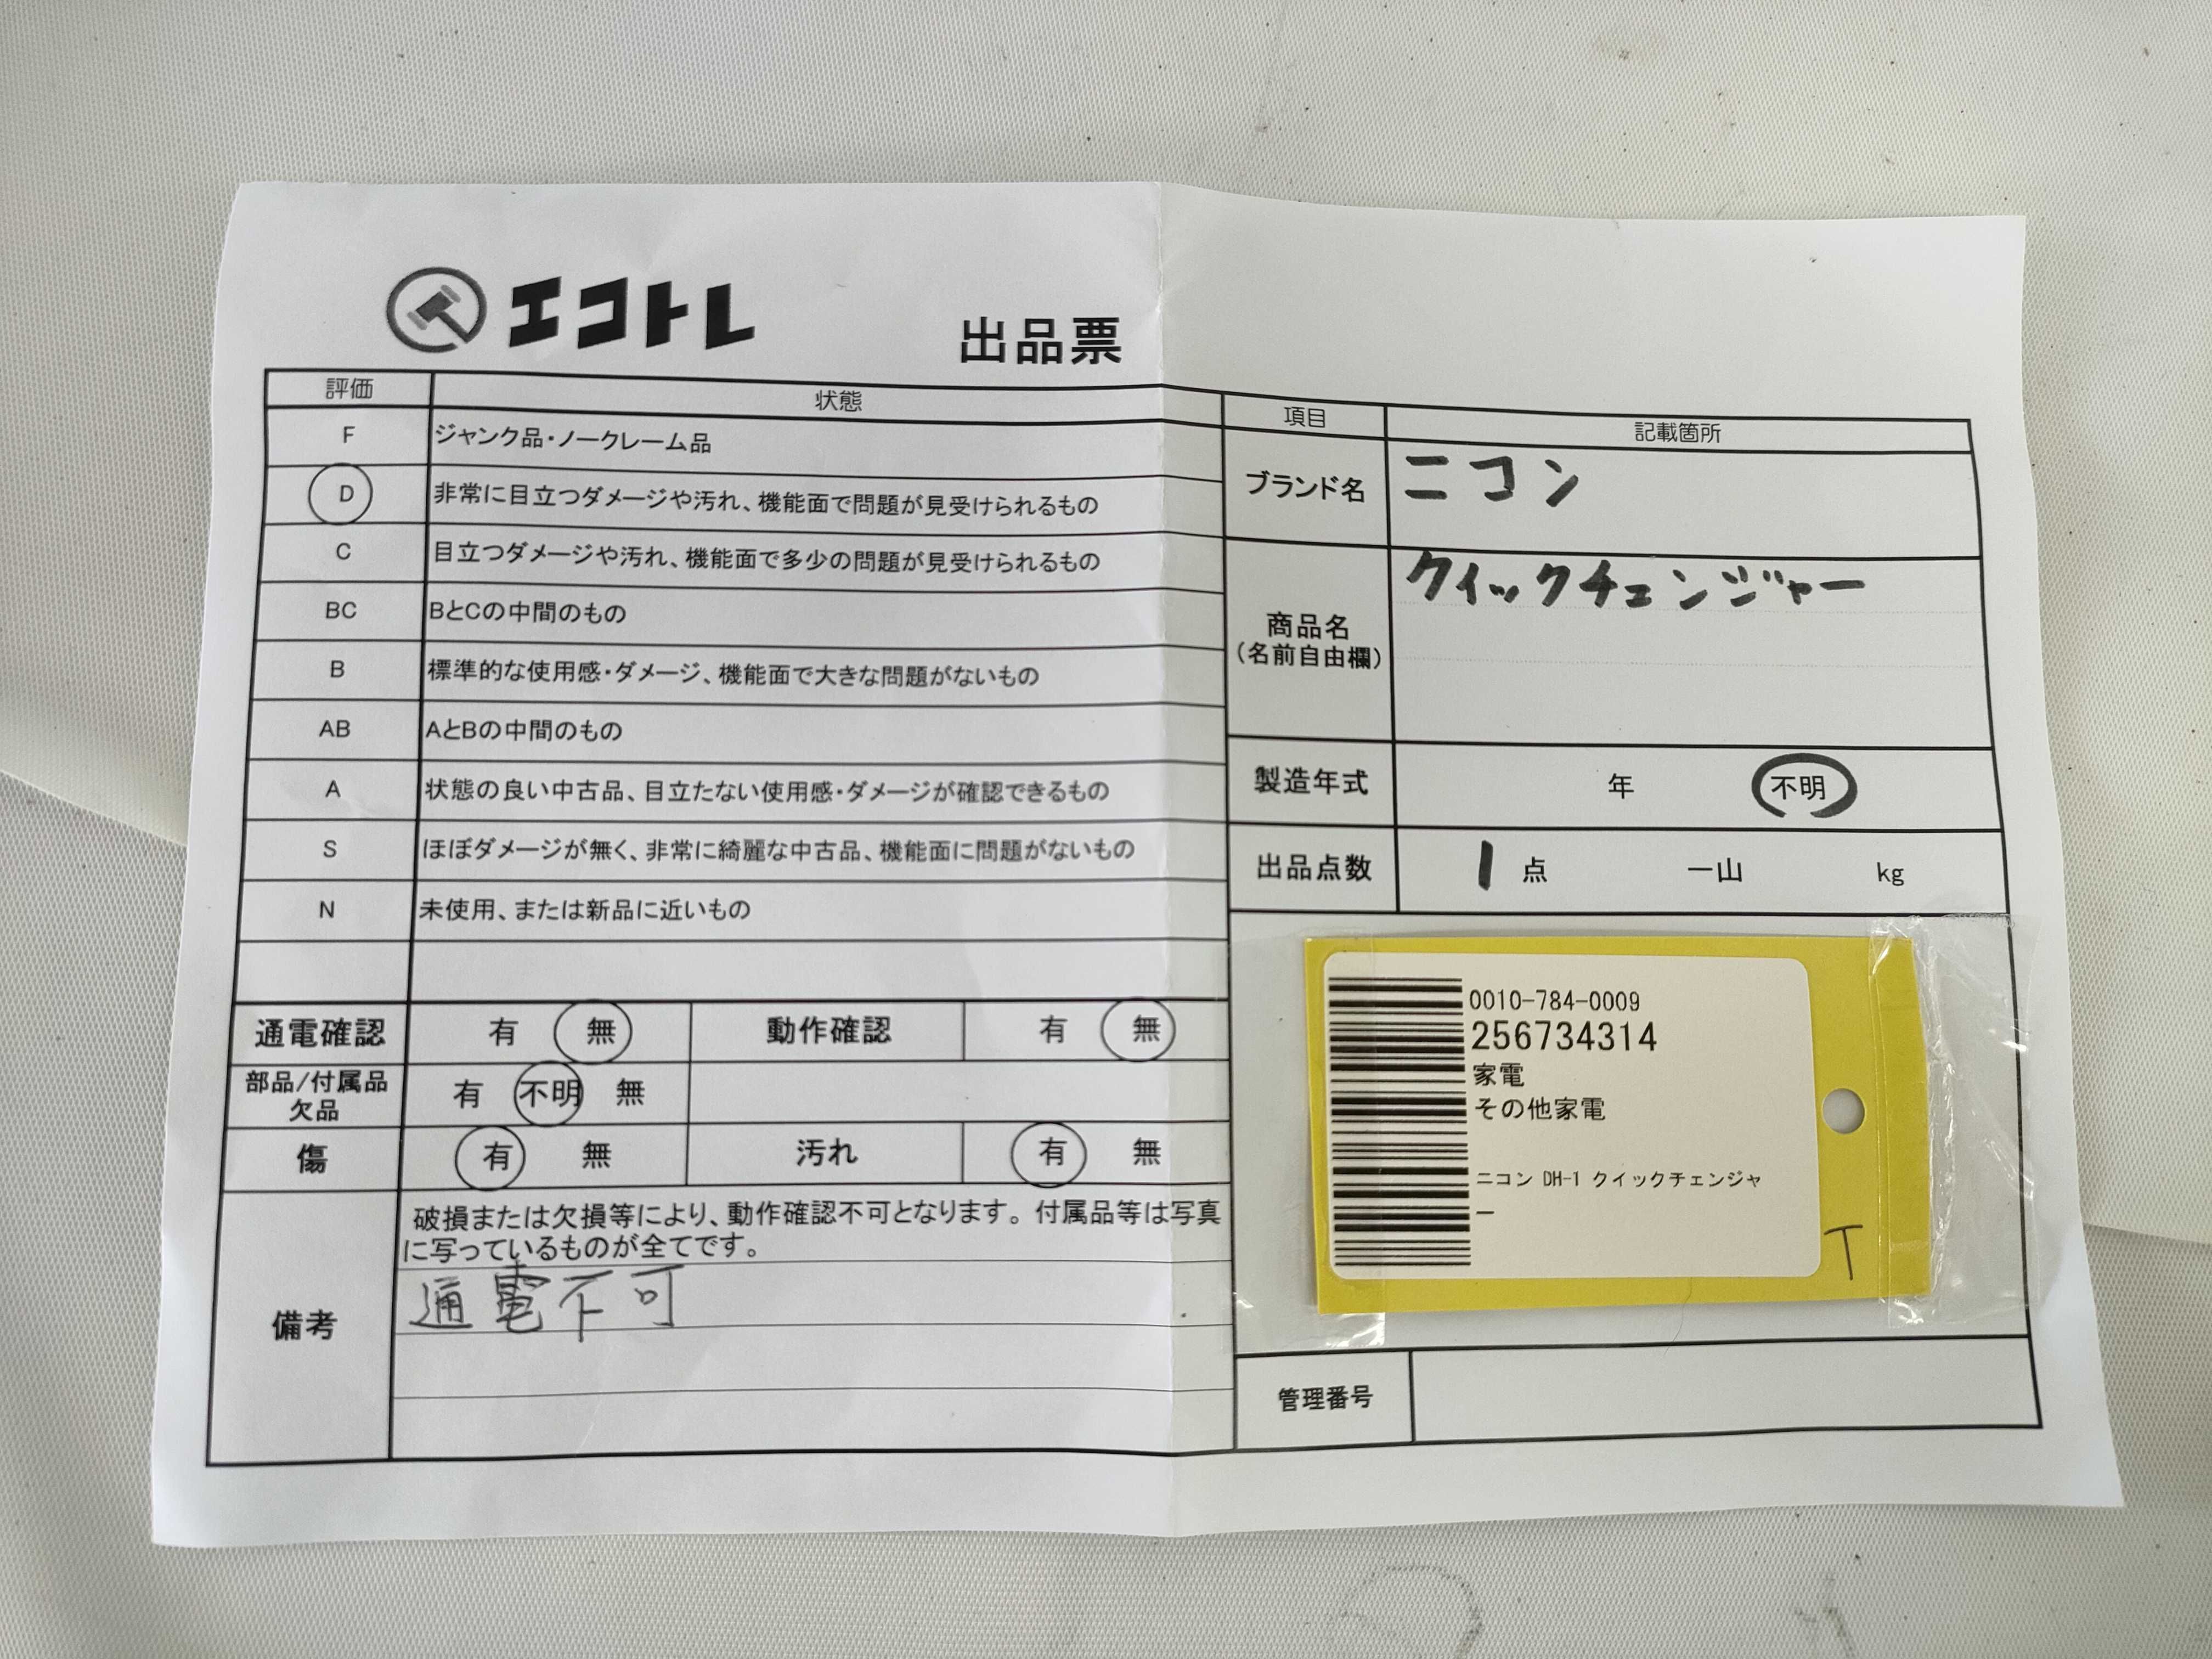 エコトレ
出品票
評価 状態
F ジャンク品・ノークレーム品
D 非常に目立つダメージや汚れ、機能面で問題が見受けられるもの
C 目立つダメージや汚れ、機能面で多少の問題が見受けられるもの
BC BとCの中間のもの
B 標準的な使用感・ダメージ、機能面で大きな問題がないもの
AB AとBの中間のもの
A 状態の良い中古品、目立たない使用感・ダメージが確認できるもの
S ほぼダメージが無く、非常に綺麗な中古品、機能面に問題がないもの
N 未使用、または新品に近いもの
通電確認 有 無 動作確認 有 無
部品/付属品
欠品 有 不明 無
傷 有 無 汚れ 有 無
備考
破損または欠損等により、動作確認不可となります。付属品等は写真
に写っているものが全てです。
通電不可
項目 記載箇所
ブランド名 ニコン
商品名
(名前自由欄)
クイックチェンジャー
製造年式 年 不明
出品点数 1 点 一山 kg
0010-784-0009
256734314
家電
その他家電
ニコン DH-1 クイックチェンジャ
ー
T
管理番号